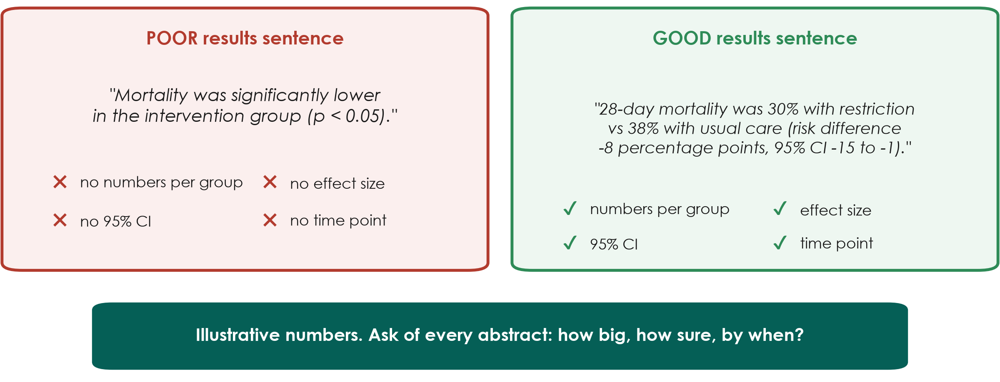 POOR results sentence
"Mortality was significantly lower
in the intervention group (p < 0.05)."
✕ no numbers per group ✕ no effect size
✕ no 95% CI ✕ no time point
GOOD results sentence
"28-day mortality was 30% with restriction
vs 38% with usual care (risk difference
-8 percentage points, 95% CI -15 to -1)."
✓ numbers per group ✓ effect size
✓ 95% CI ✓ time point
Illustrative numbers. Ask of every abstract: how big, how sure, by when?